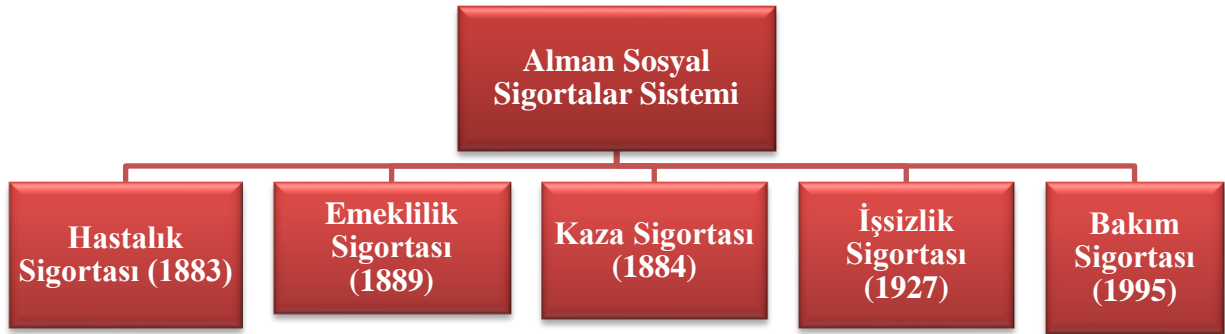 Alman Sosyal
Sigortalar Sistemi
Hastalık
Sigortası (1883)
Emeklilik
Sigortası
(1889)
Kaza Sigortası
(1884)
İşsizlik
Sigortası
(1927)
Bakım
Sigortası
(1995)